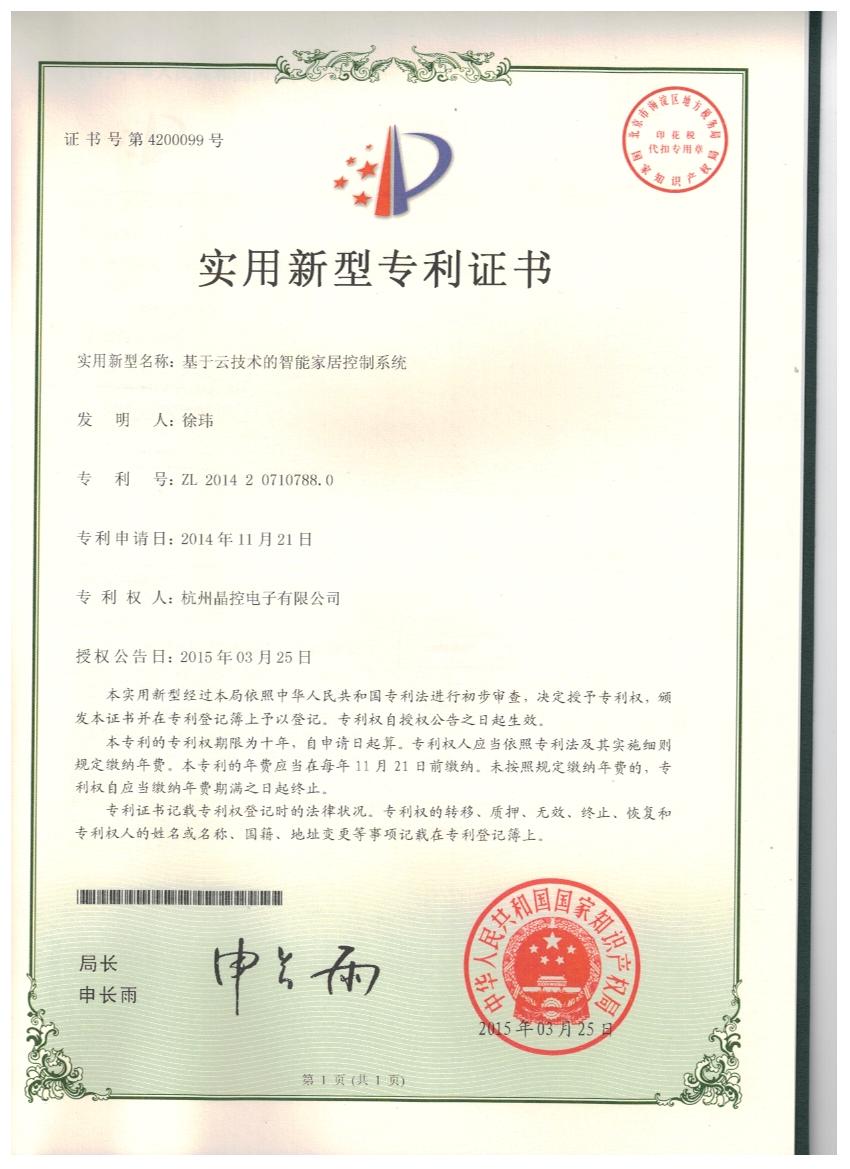 证书号第4200099号
北京市海淀区地方税务局
印花税
代扣专用章
国家知识产权局
实用新型专利证书
实用新型名称：基于云技术的智能家居控制系统
发明人：徐玮
专利号：ZL 2014 2 0710788.0
专利申请日：2014年11月21日
专利权人：杭州晶控电子有限公司
授权公告日：2015年03月25日
本实用新型经过本局依照中华人民共和国专利法进行初步审查，决定授予专利权，颁
发本证书并在专利登记簿上予以登记。专利权自授权公告之日起生效。
本专利的专利权期限为十年，自申请日起算。专利权人应当依照专利法及其实施细则
规定缴纳年费。本专利的年费应当在每年11月21日前缴纳。未按照规定缴纳年费的，专
利权自应当缴纳年费期满之日起终止。
专利证书记载专利权登记时的法律状况。专利权的转移、质押、无效、终止、恢复和
专利权人的姓名或名称、国籍、地址变更等事项记载在专利登记簿上。
局长
申长雨
申长雨
中华人民共和国国家知识产权局
2015年03月25日
第1页(共1页)